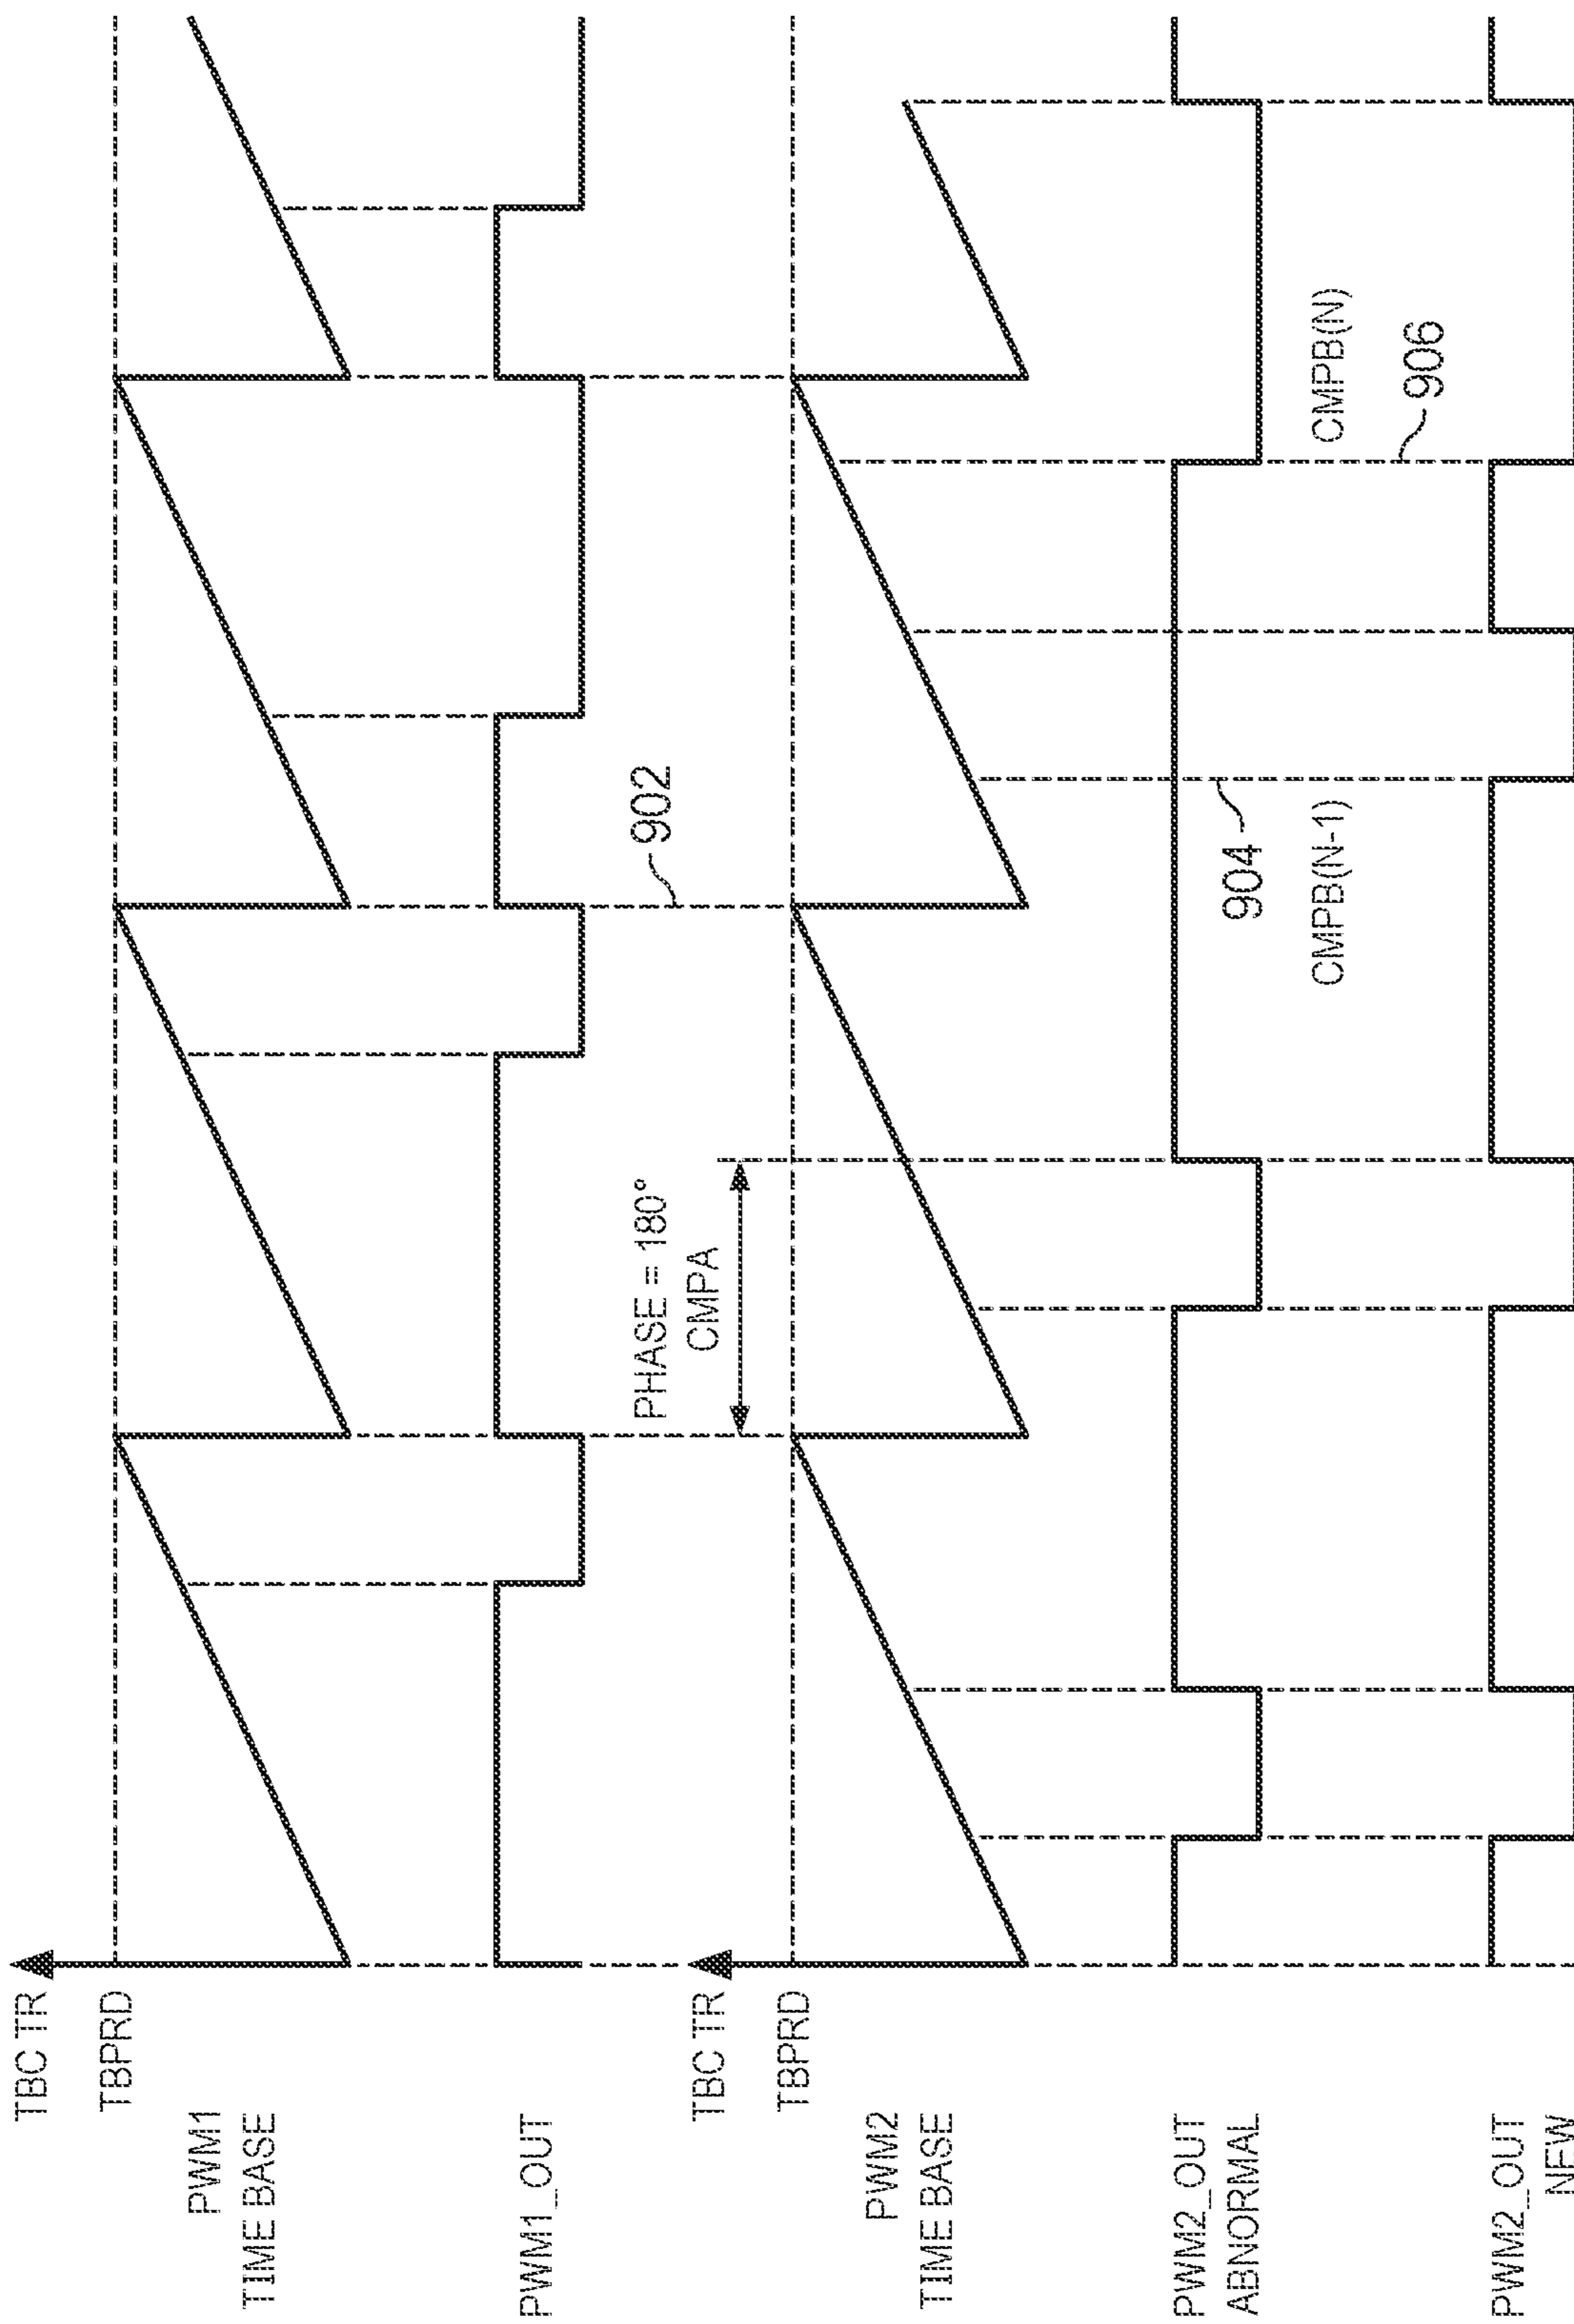 TBC TR
TBPRD
PWM1
TIME BASE
PWM1_OUT
902
PHASE = 180°
CMPA
TBC TR
TBPRD
PWM2
TIME BASE
PWM2_OUT
ABNORMAL
904
CMPB(N-1)
CMPB(N)
906
PWM2_OUT
NEW